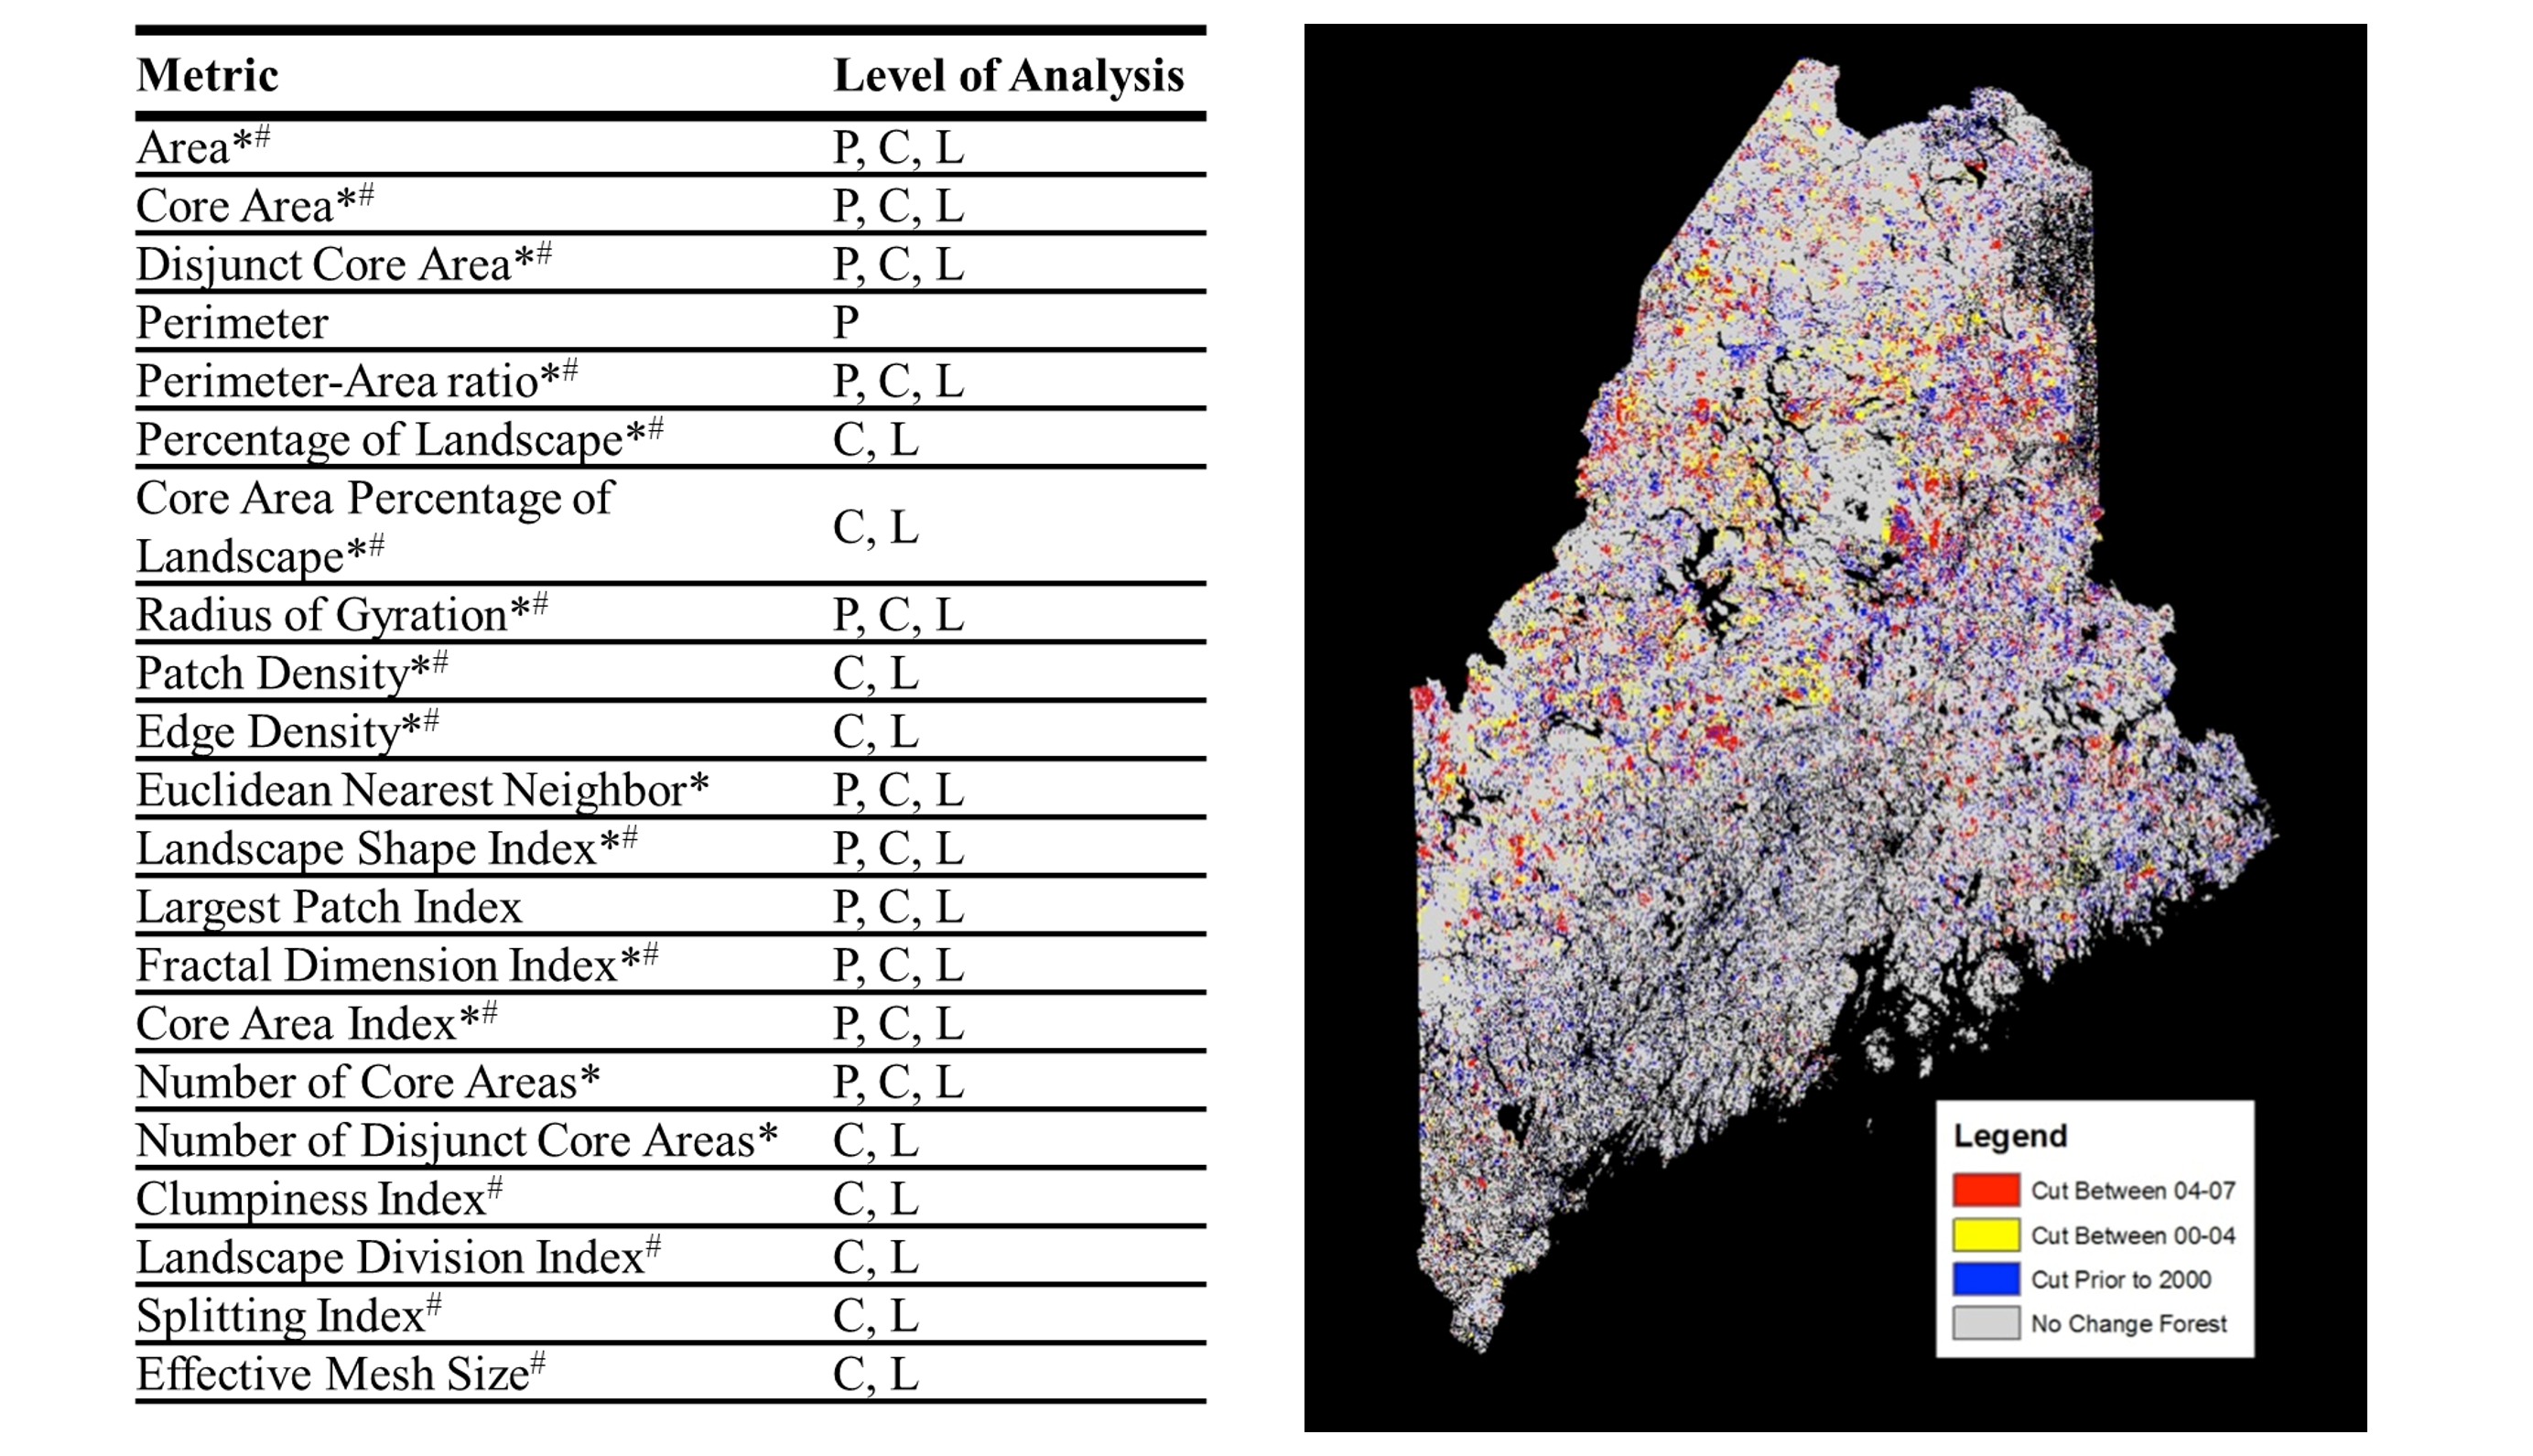 Metric Level of Analysis
Area*# P, C, L
Core Area*# P, C, L
Disjunct Core Area*# P, C, L
Perimeter P
Perimeter-Area ratio*# P, C, L
Percentage of Landscape*# C, L
Core Area Percentage of
Landscape*# C, L
Radius of Gyration*# P, C, L
Patch Density*# C, L
Edge Density*# C, L
Euclidean Nearest Neighbor* P, C, L
Landscape Shape Index*# P, C, L
Largest Patch Index P, C, L
Fractal Dimension Index*# P, C, L
Core Area Index*# P, C, L
Number of Core Areas* P, C, L
Number of Disjunct Core Areas* C, L
Clumpiness Index# C, L
Landscape Division Index# C, L
Splitting Index# C, L
Effective Mesh Size# C, L
Legend
Cut Between 04-07
Cut Between 00-04
Cut Prior to 2000
No Change Forest